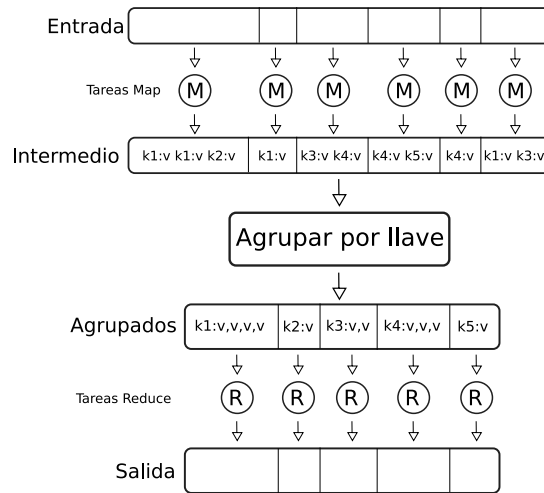 Entrada
Tareas Map M M M M M M
Intermedio k1:v k1:v k2:v k1:v k3:v k4:v k4:v k5:v k4:v k1:v k3:v
Agrupar por llave
Agrupados k1:v,v,v,v k2:v k3:v,v k4:v,v,v k5:v
Tareas Reduce R R R R R
Salida